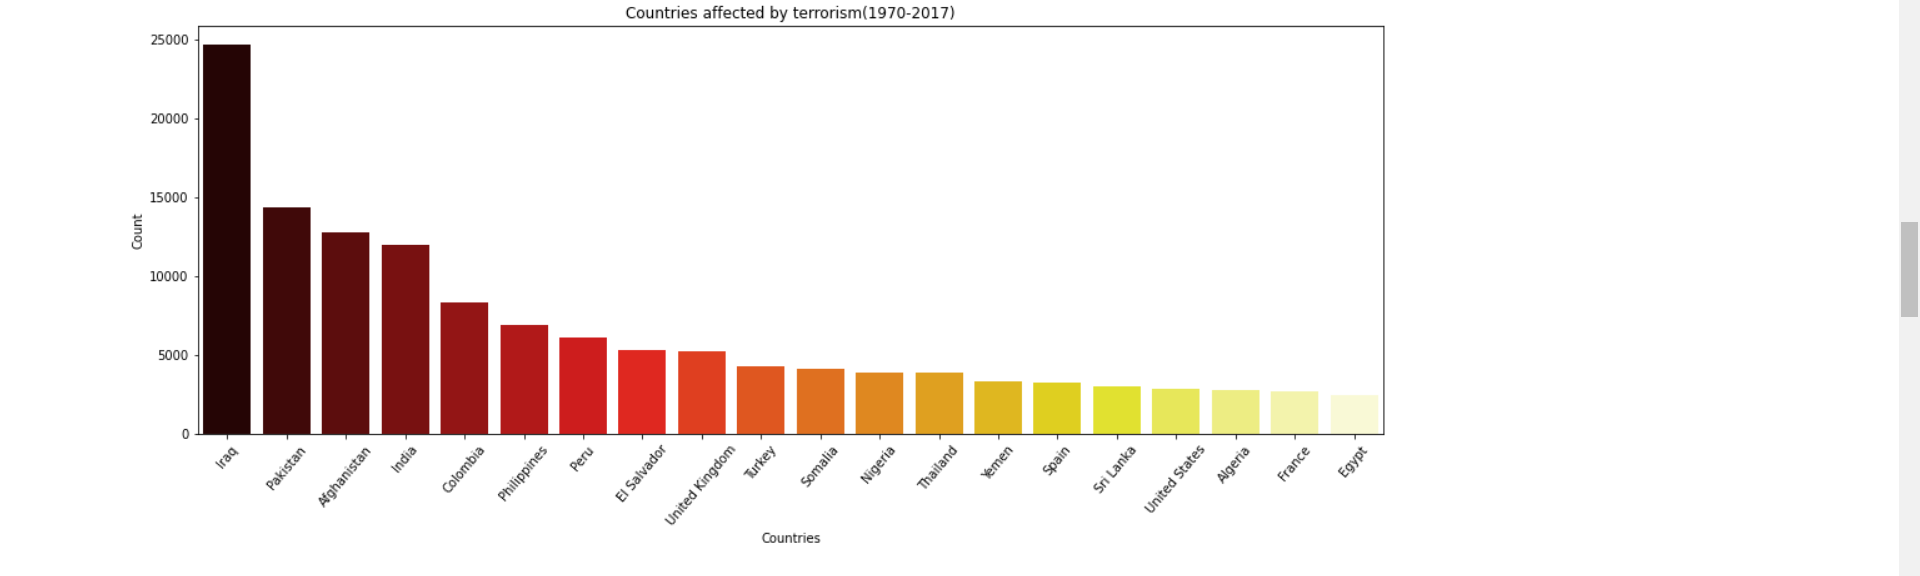 Countries affected by terrorism(1970-2017)
25000
20000
15000
10000
5000
0
Count
Iraq
Pakistan
Afghanistan
India
Colombia
Philippines
Peru
El Salvador
United Kingdom
Turkey
Somalia
Nigeria
Thailand
Yemen
Spain
Sri Lanka
United States
Algeria
France
Egypt
Countries